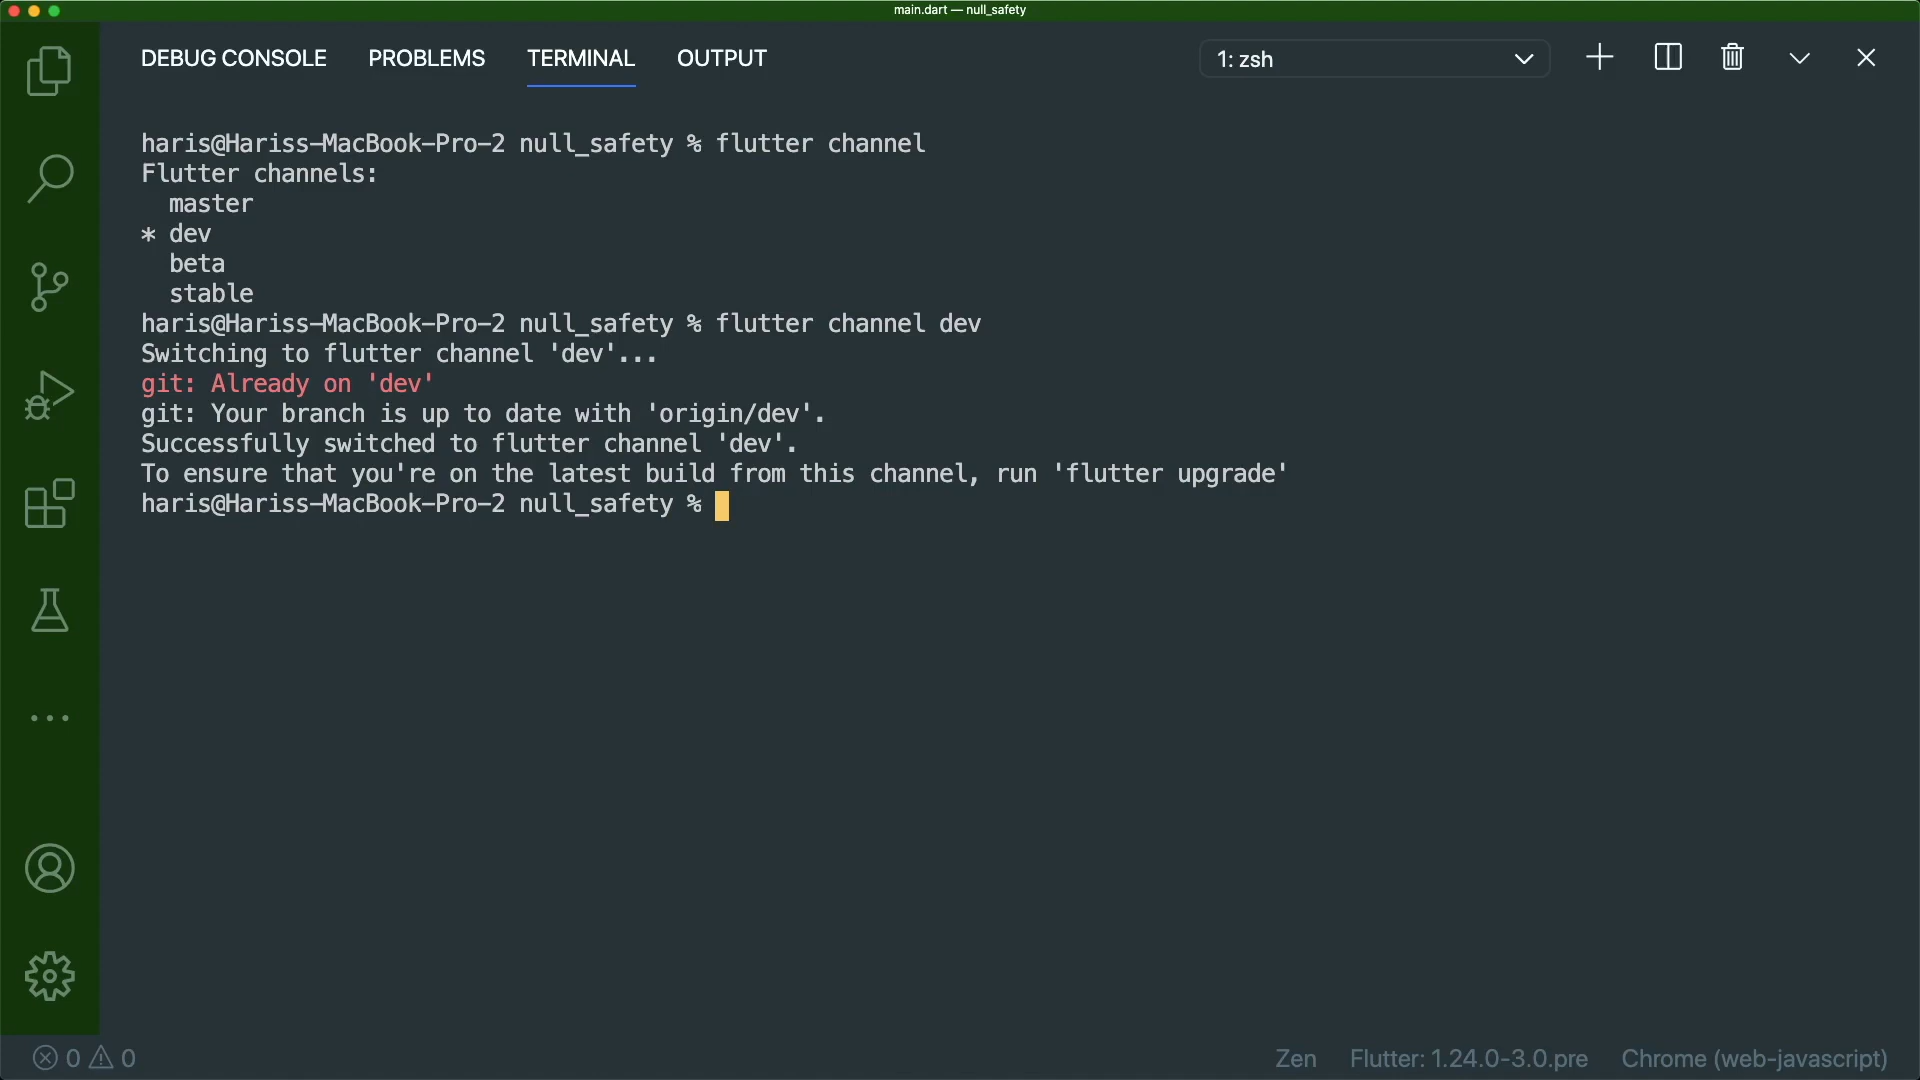 main.dart — null_safety
DEBUG CONSOLE PROBLEMS TERMINAL OUTPUT 1: zsh
haris@Hariss-MacBook-Pro-2 null_safety % flutter channel
Flutter channels:
master
* dev
beta
stable
haris@Hariss-MacBook-Pro-2 null_safety % flutter channel dev
Switching to flutter channel 'dev'...
git: Already on 'dev'
git: Your branch is up to date with 'origin/dev'.
Successfully switched to flutter channel 'dev'.
To ensure that you're on the latest build from this channel, run 'flutter upgrade'
haris@Hariss-MacBook-Pro-2 null_safety %
0 0 Zen Flutter: 1.24.0-3.0.pre Chrome (web-javascript)